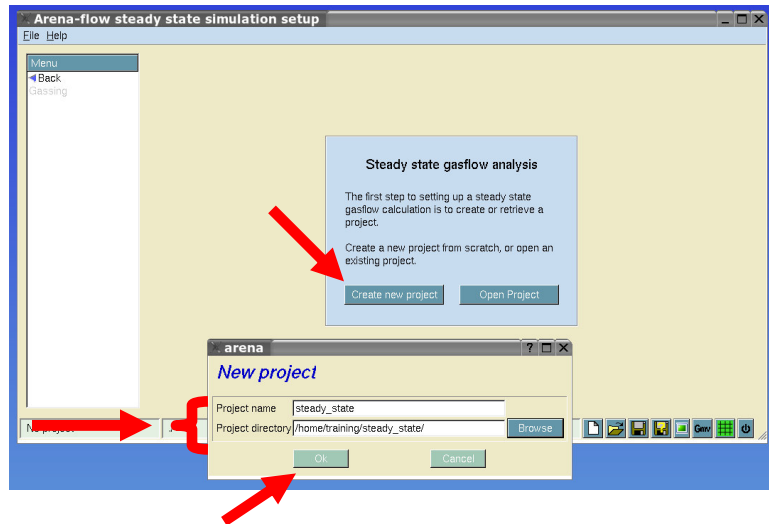 Arena-flow steady state simulation setup
File Help
Menu
Back
Gassing
Steady state gasflow analysis
The first step to setting up a steady state
gasflow calculation is to create or retrieve a
project.
Create a new project from scratch, or open an
existing project.
Create new project Open Project
arena
New project
Project name steady_state
Project directory /home/training/steady_state/ Browse
Ok Cancel
Gmv